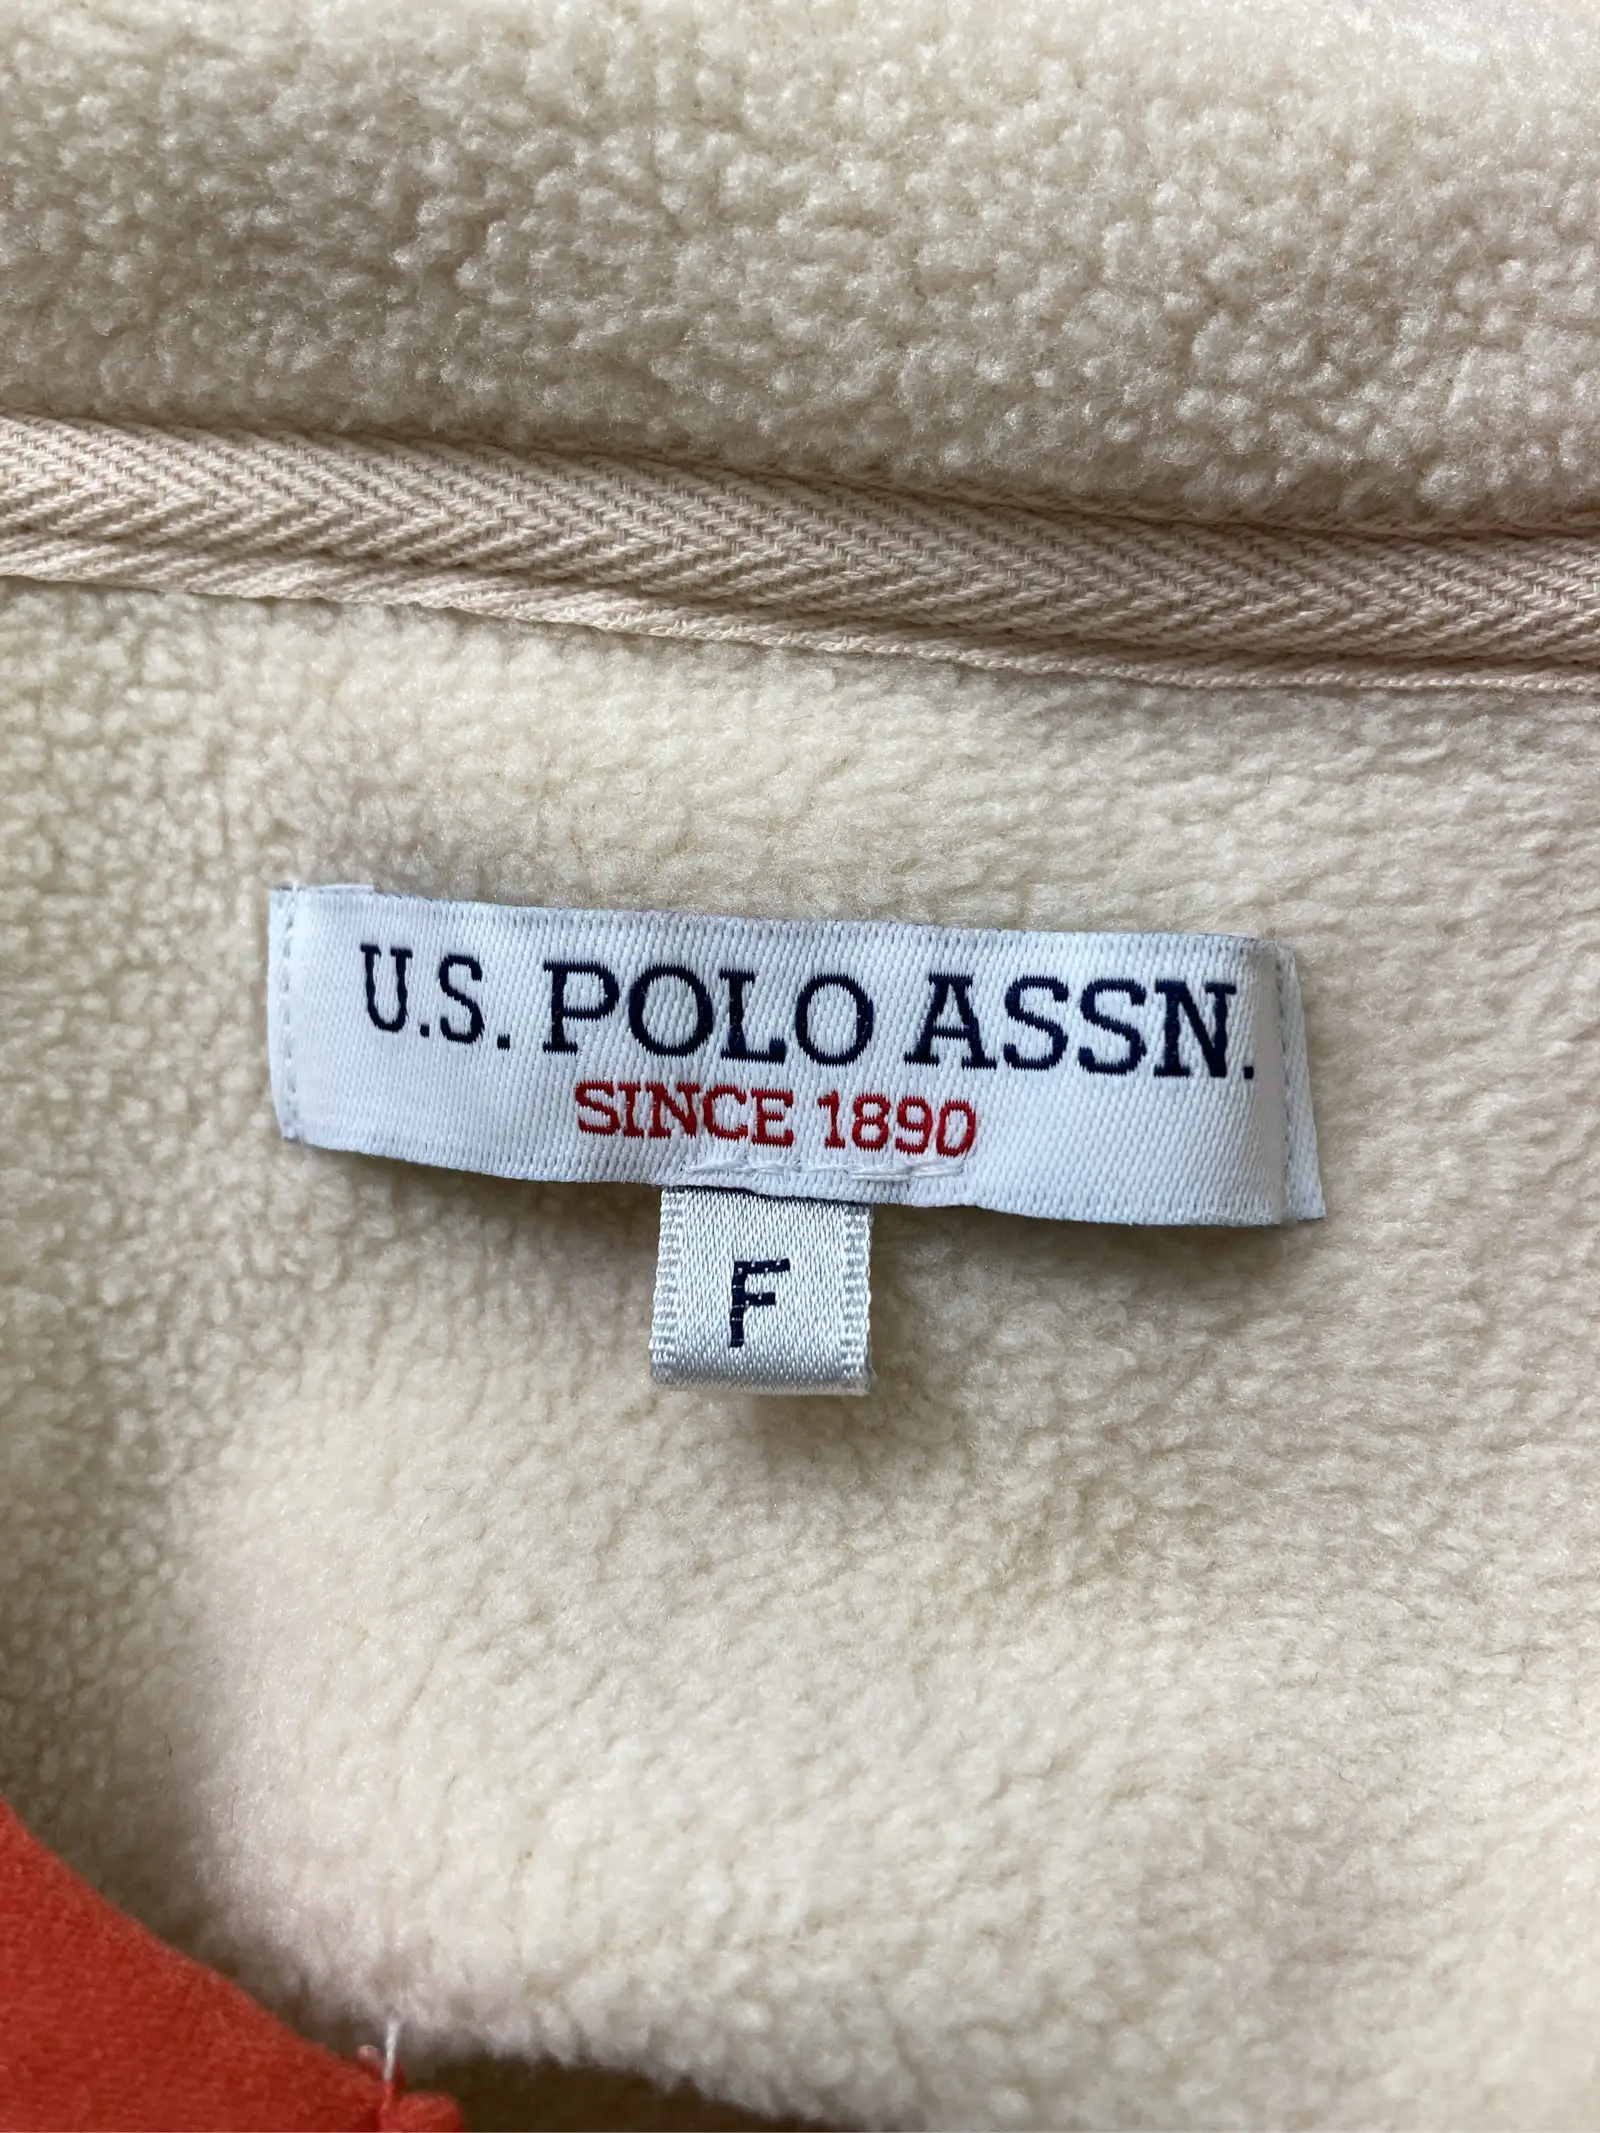 U.S. POLO ASSN.
SINCE 1890
F